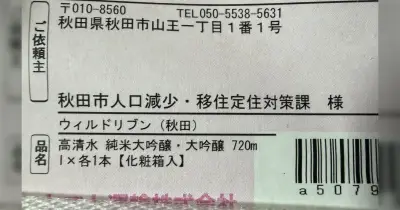 〒010-8560 TEL050-5538-5631
秋田県秋田市山王一丁目1番1号
ご依頼主
秋田市人口減少・移住定住対策課 様
ウィルドリブン(秋田)
品名
高清水 純米大吟醸・大吟醸 720m
l×各1本【化粧箱入】
a5079